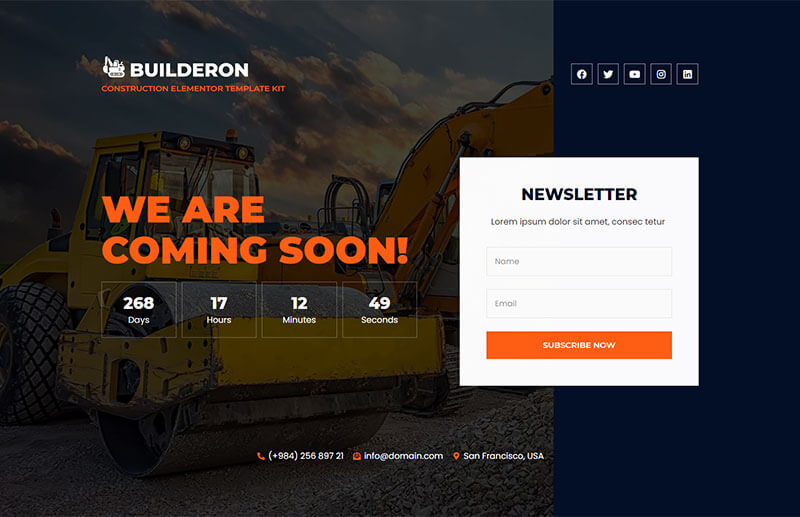 BUILDERON
CONSTRUCTION ELEMENTOR TEMPLATE KIT
WE ARE
COMING SOON!
268 17 12 49
Days Hours Minutes Seconds
NEWSLETTER
Lorem ipsum dolor sit amet, consec tetur
Name
Email
SUBSCRIBE NOW
(+984) 256 897 21 info@domain.com San Francisco, USA